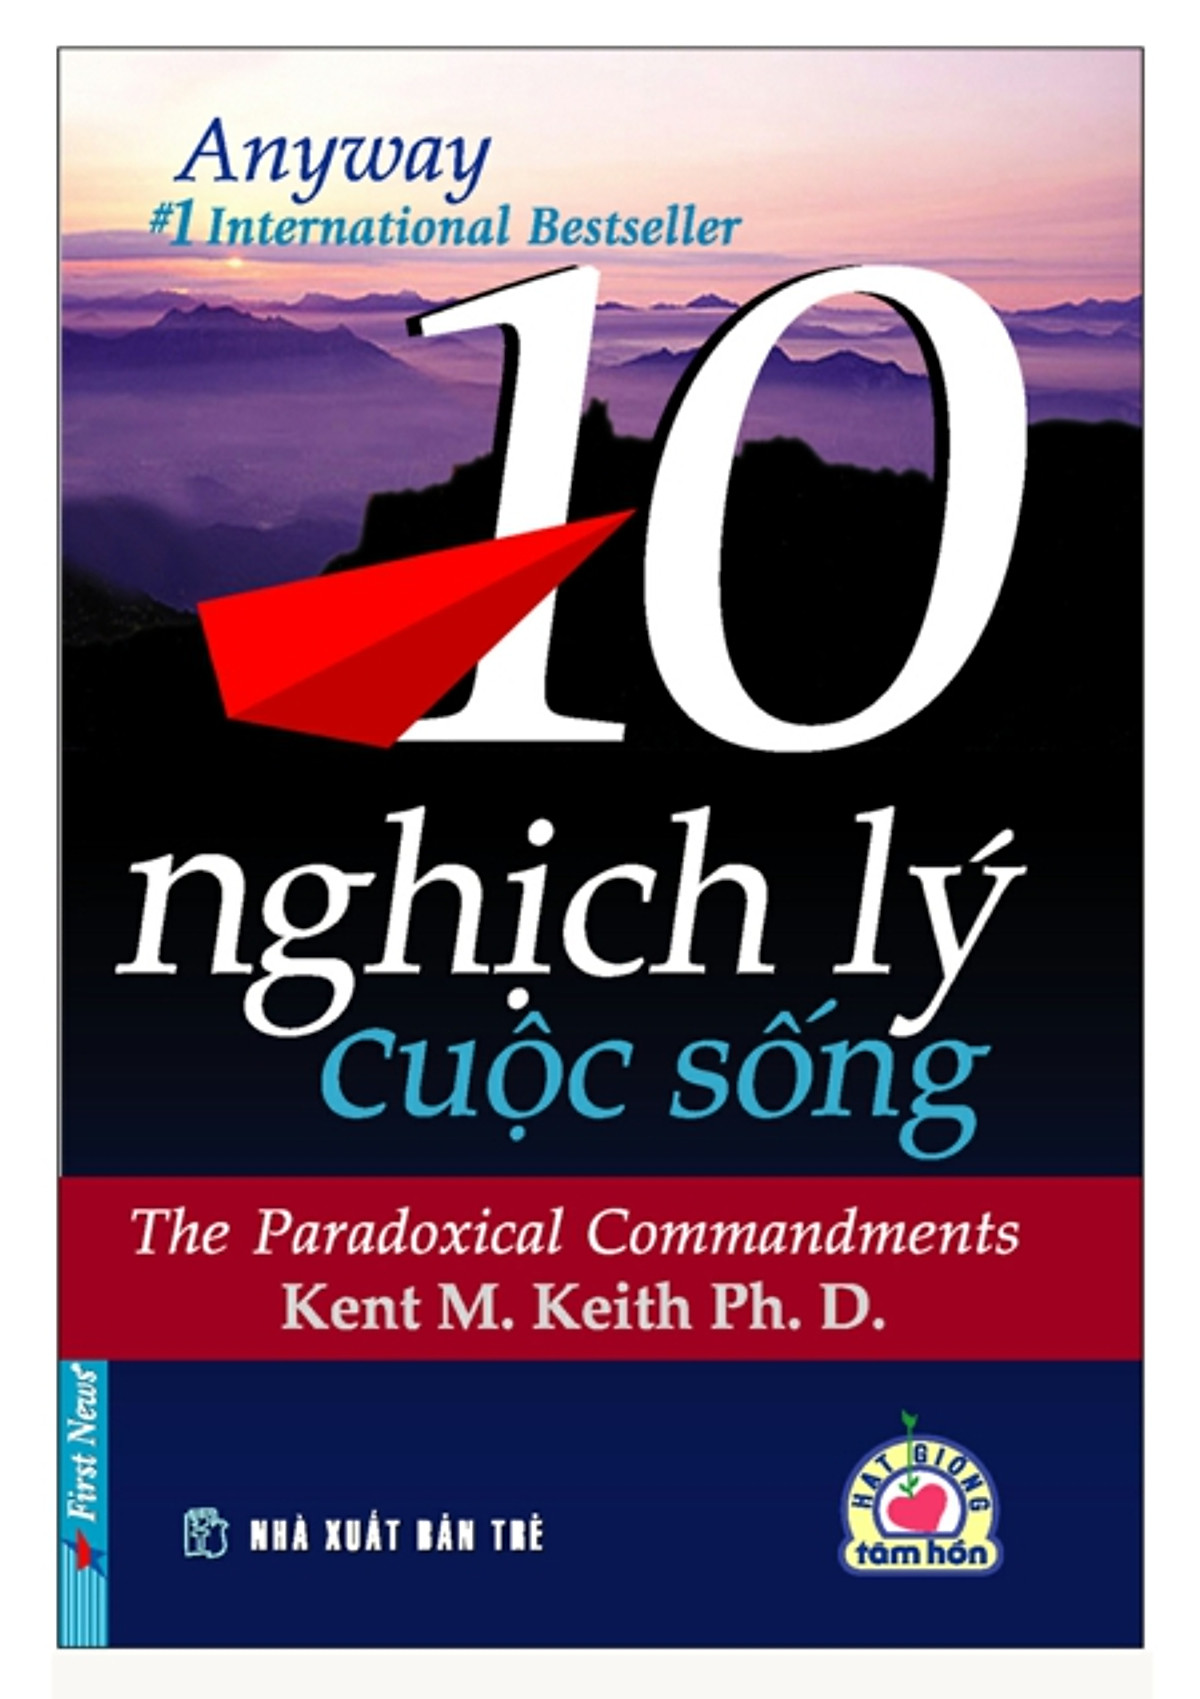 Anyway
#1 International Bestseller
10
nghịch lý
cuộc sống
The Paradoxical Commandments
Kent M. Keith Ph. D.
First News
NHÀ XUẤT BẢN TRẺ
HẠT GIỐNG
tâm hồn